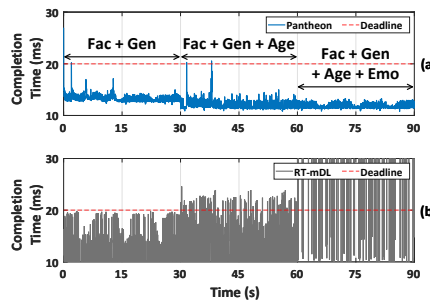 Pantheon Deadline
Completion
Time (ms)
30
20
10
Fac + Gen
Fac + Gen + Age
Fac + Gen
+ Age + Emo
(a
0 15 30 45 60 75 90
RT-mDL Deadline
Completion
Time (ms)
30
20
10
(b
0 15 30 45 60 75 90
Time (s)